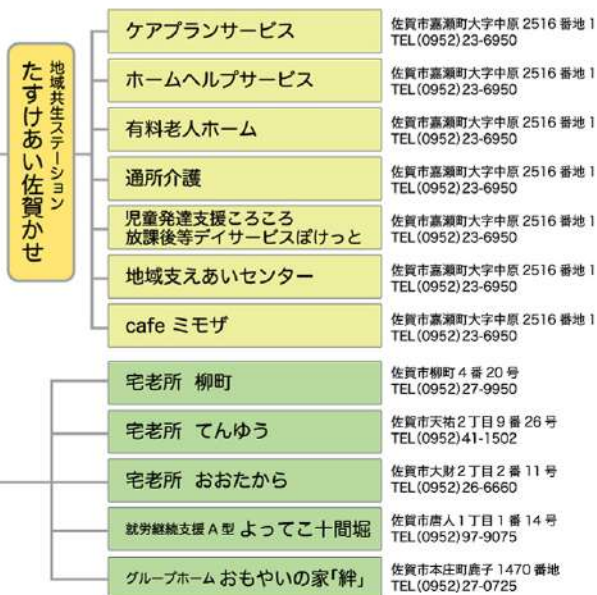 地域共生ステーション
たすけあい佐賀かせ
ケアプランサービス
佐賀市嘉瀬町大字中原 2516 番地 1
TEL(0952)23-6950
ホームヘルプサービス
佐賀市嘉瀬町大字中原 2516 番地 1
TEL(0952)23-6950
有料老人ホーム
佐賀市嘉瀬町大字中原 2516 番地 1
TEL(0952)23-6950
通所介護
佐賀市嘉瀬町大字中原 2516 番地 1
TEL(0952)23-6950
児童発達支援ころころ
放課後等デイサービスぽけっと
佐賀市嘉瀬町大字中原 2516 番地 1
TEL(0952)23-6950
地域支えあいセンター
佐賀市嘉瀬町大字中原 2516 番地 1
TEL(0952)23-6950
cafe ミモザ
佐賀市嘉瀬町大字中原 2516 番地 1
TEL(0952)23-6950
宅老所 柳町
佐賀市柳町 4 番 20 号
TEL(0952)27-9950
宅老所 てんゆう
佐賀市天祐2丁目 9 番 26 号
TEL(0952)41-1502
宅老所 おおたから
佐賀市大財2丁目 2 番 11 号
TEL(0952)26-6660
就労継続支援 A 型 よってこ十間堀
佐賀市唐人1丁目 1 番 14 号
TEL(0952)97-9075
グループホーム おもやいの家「絆」
佐賀市本庄町鹿子 1470 番地
TEL(0952)27-0725